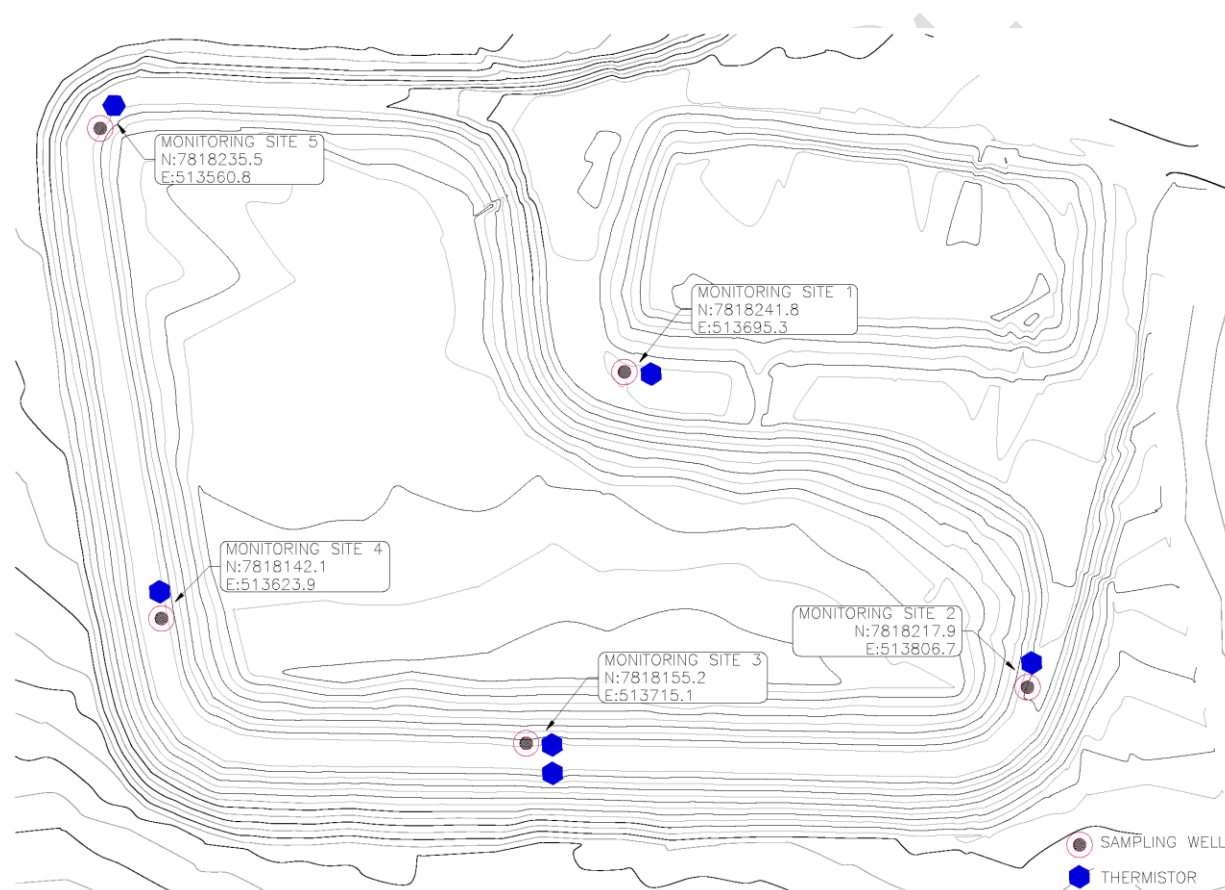 MONITORING SITE 5
N:7818235.5
E:513560.8
MONITORING SITE 1
N:7818241.8
E:513695.3
MONITORING SITE 4
N:7818142.1
E:513623.9
MONITORING SITE 2
N:7818217.9
E:513806.7
MONITORING SITE 3
N:7818155.2
E:513715.1
SAMPLING WELL
THERMISTOR